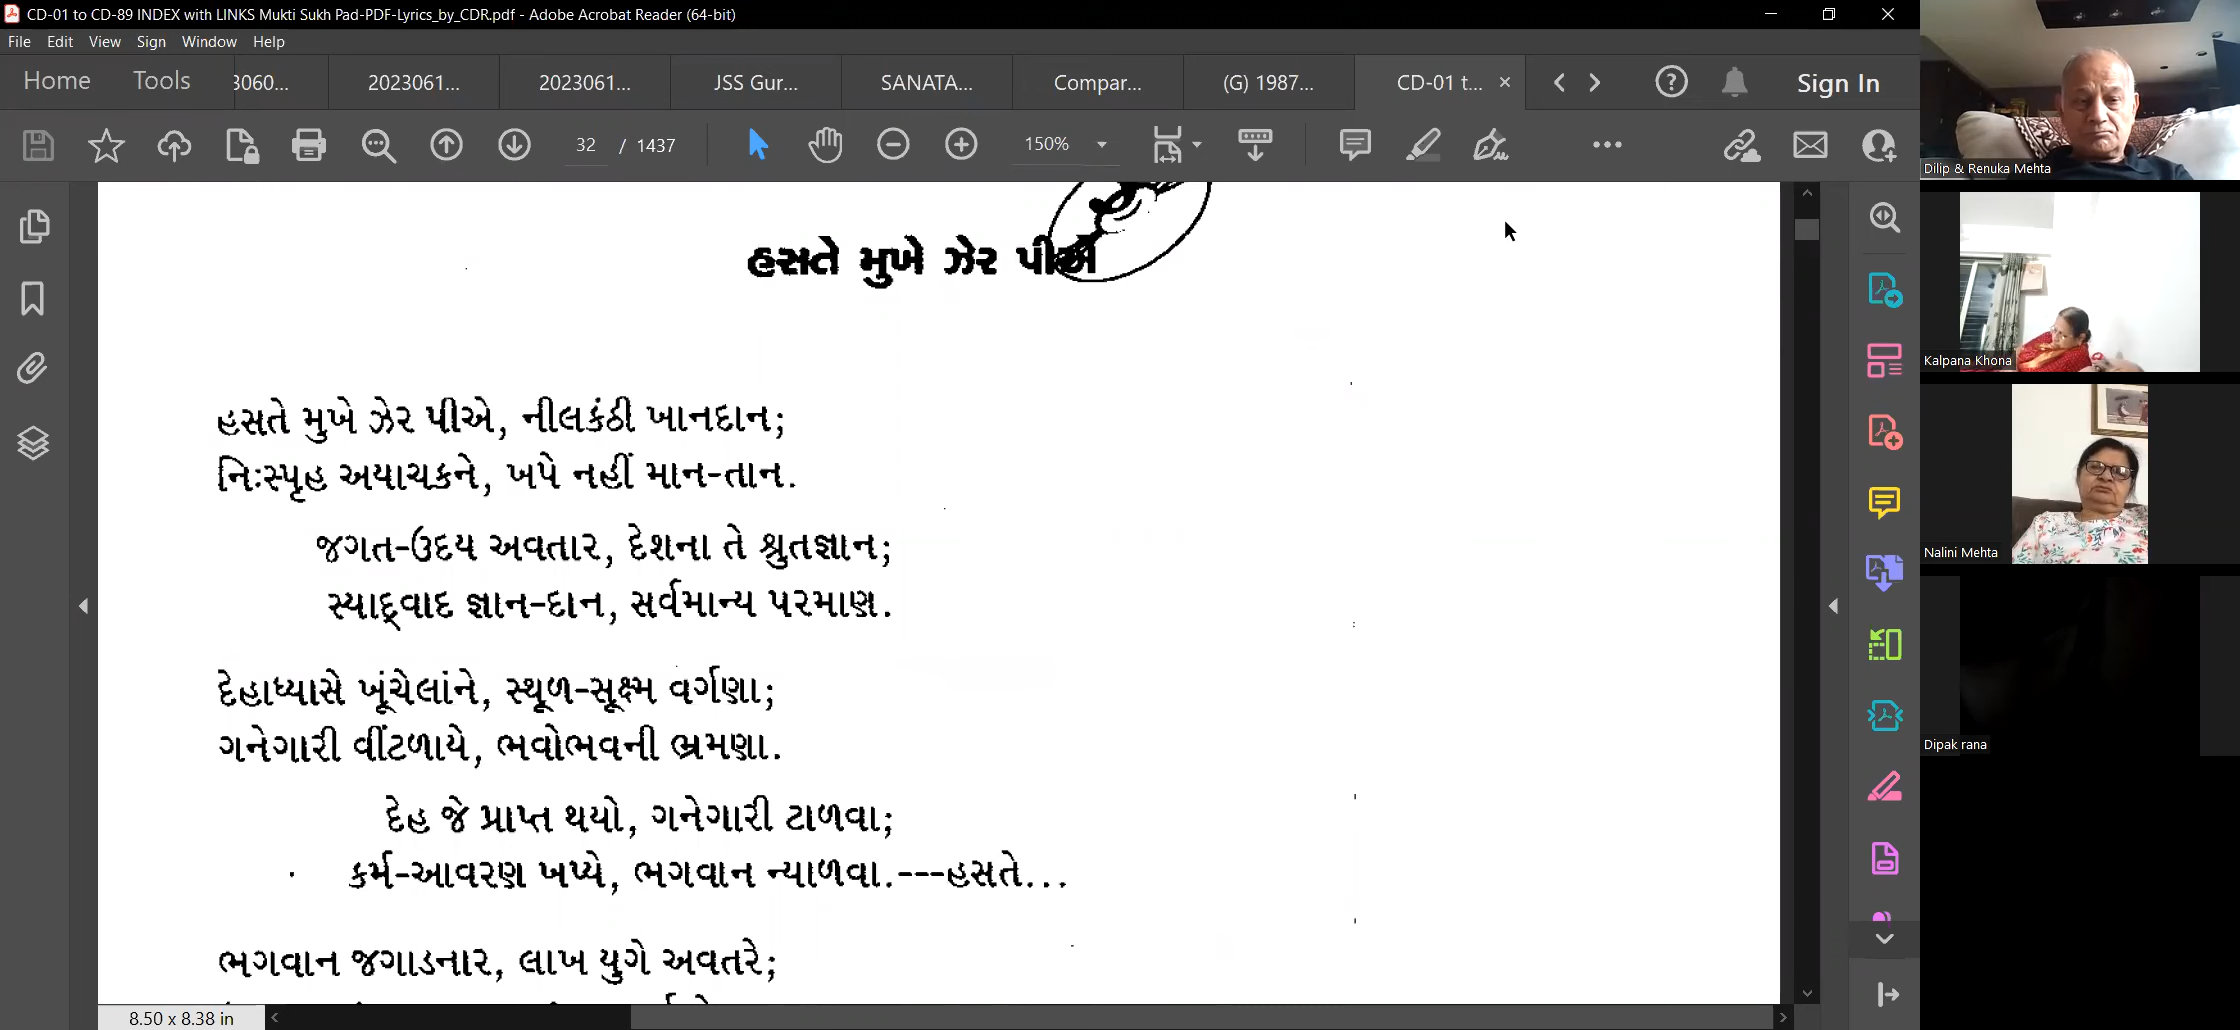 CD-01 to CD-89 INDEX with LINKS Mukti Sukh Pad-PDF-Lyrics_by_CDR.pdf - Adobe Acrobat Reader (64-bit)
File Edit View Sign Window Help
Home Tools 3060... 2023061... 2023061... JSS Gur... SANATA... Compar... (G) 1987... CD-01 t... Sign In
32 / 1437 150%
હસતે મુખે ઝેર પીએ
હસતે મુખે ઝેર પીએ, નીલકંઠી ખાનદાન;
નિઃસ્પૃહ અયાચકને, ખપે નહીં માન-તાન.
જગત-ઉદય અવતાર, દેશના તે શ્રુતજ્ઞાન;
સ્યાદ્‌વાદ જ્ઞાન-દાન, સર્વમાન્ય પરમાણ.
દેહાધ્યાસે ખૂંચેલાંને, સ્થૂળ-સૂક્ષ્મ વર્ગણા;
ગનેગારી વીંટળાયે, ભવોભવની ભ્રમણા.
દેહ જે પ્રાપ્ત થયો, ગનેગારી ટાળવા;
કર્મ-આવરણ ખપ્યે, ભગવાન ન્યાળવા.---હસતે...
ભગવાન જગાડનાર, લાખ યુગે અવતરે;
8.50 x 8.38 in
Dilip & Renuka Mehta
Kalpana Khona
Nalini Mehta
Dipak rana